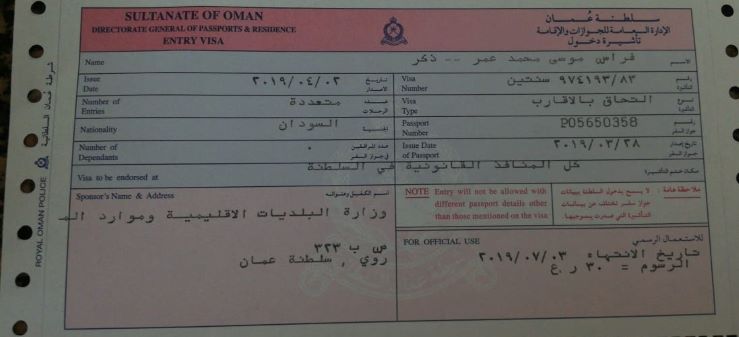 SULTANATE OF OMAN
DIRECTORATE GENERAL OF PASSPORTS & RESIDENCE
ENTRY VISA
سلطنة عمان
الإدارة العامة للجوازات والإقامة
تأشيرة دخول
Name فراس موسى محمد عمر -- ذكر الاسم
Issue Date ٢٠١٩/٠٤/٠٢ تاريخ الاصدار
Visa Number ٩٧٤١٩٣/٨٣ سنتين رقم التأشيرة
Number of Entries متعددة عدد الرحلات
Visa Type التحاق بالاقارب نوع التأشيرة
Nationality السودان الجنسية
Passport Number P05650358 رقم جواز السفر
Number of Dependants ٠ عدد المرافقين في جواز السفر
Issue Date of Passport ٢٠١٩/٠٣/٢٨ تاريخ إصدار جواز السفر
Visa to be endorsed at كل المنافذ القانونية في السلطنة مكان ختم التأشيرة
Sponsor's Name & Address اسم الكفيل وعنوانه
وزارة البلديات الاقليمية وموارد الم
ص ب ٣٢٣
روي , سلطنة عمان
NOTE Entry will not be allowed with
different passport details other
than those mentioned on the visa
ملاحظة هامة : لا يسمح بدخول السلطنة ببيانات
جواز سفر تختلف عن بيانات
التأشيرة التي صدرت بموجبها
FOR OFFICIAL USE للاستعمال الرسمي
تاريخ الانتهاء ٢٠١٩/٠٧/٠٣
الرسوم = ٣٠ ر.ع
شرطة عمان السلطانية
ROYAL OMAN POLICE